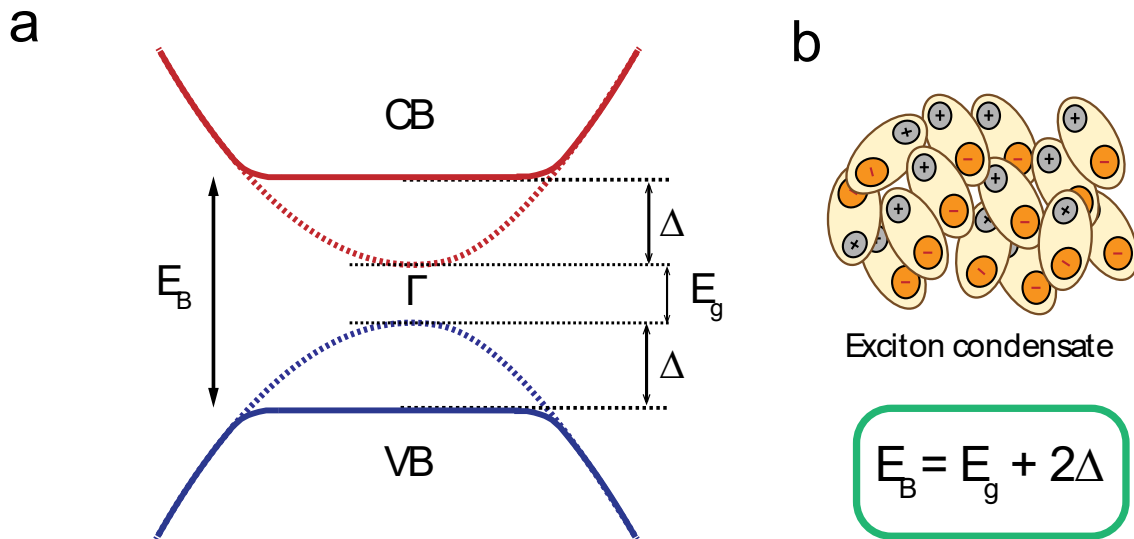 a
CB
Δ
E_B
Γ
E_g
Δ
VB
b
Exciton condensate
E_B = E_g + 2Δ